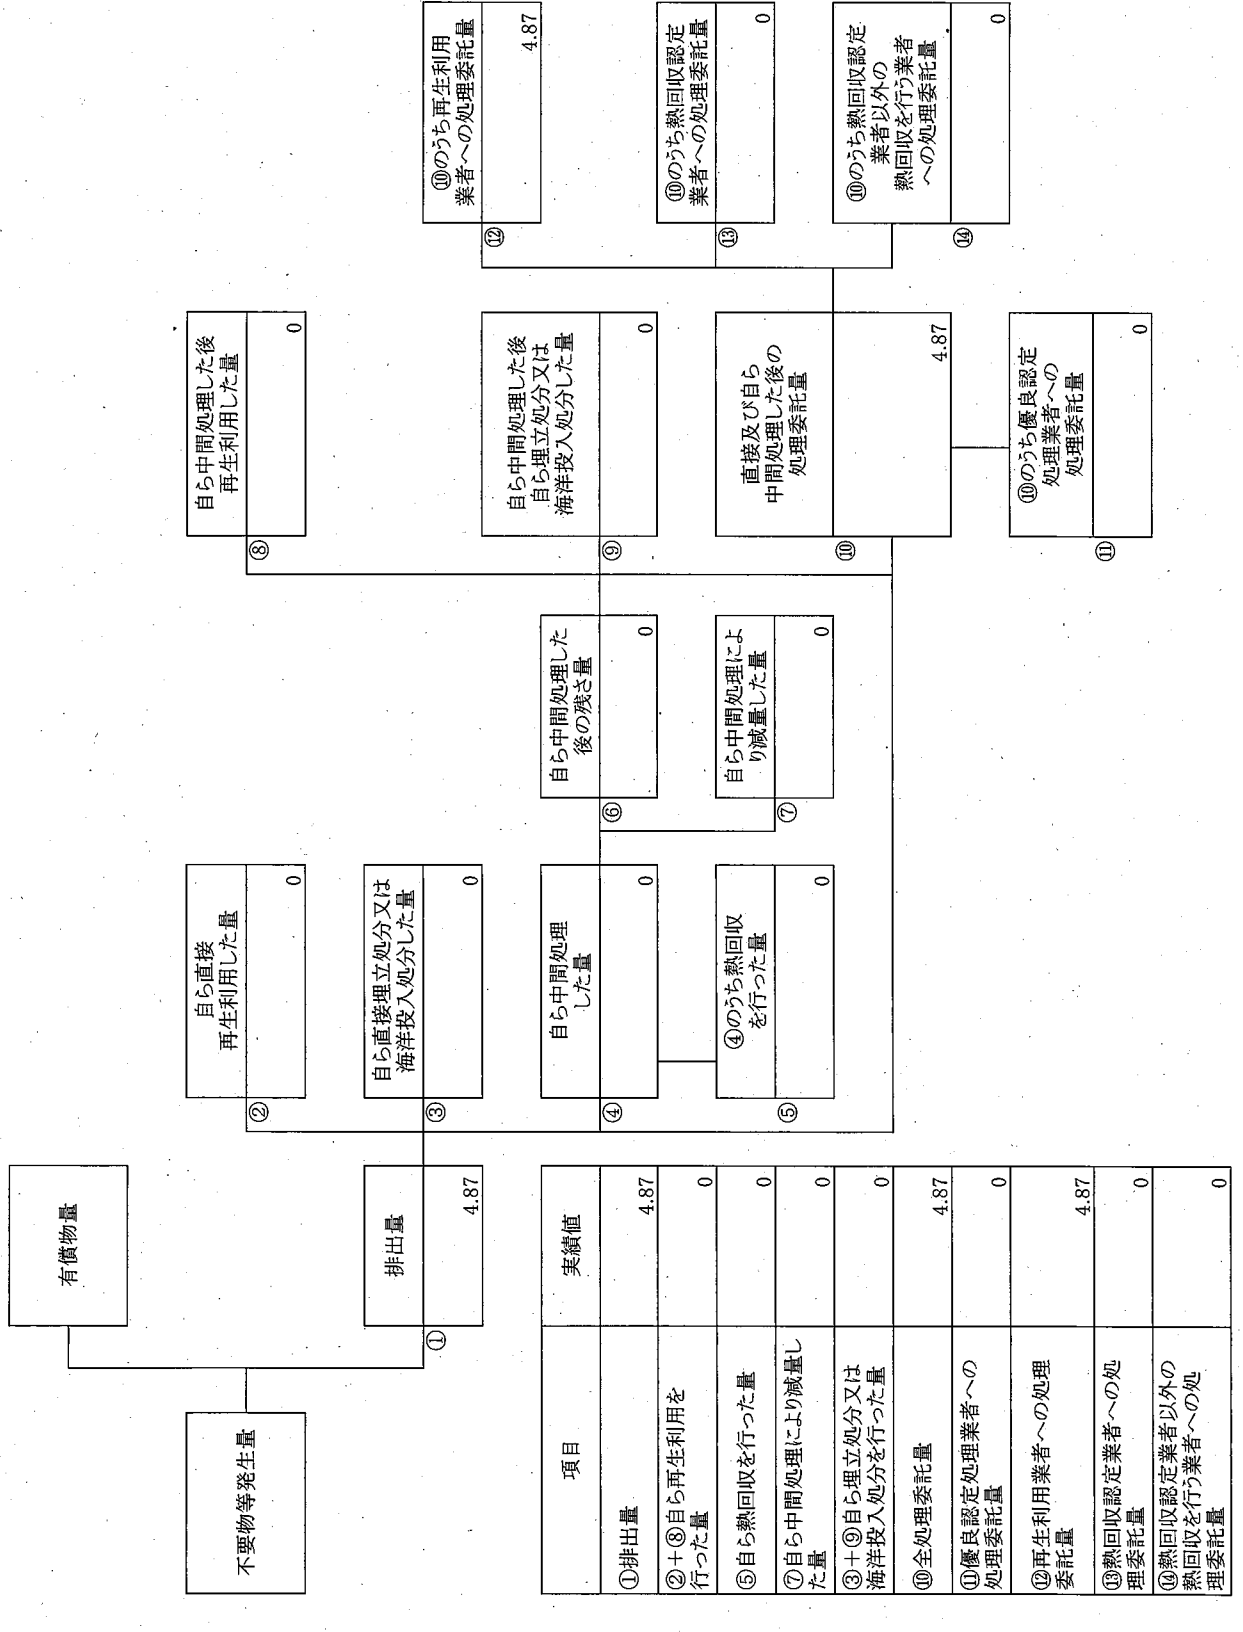 有償物量
不要物等発生量
排出量
①
4.87
自ら直接
再生利用した量
②
0
自ら直接埋立処分又は
海洋投入処分した量
③
0
自ら中間処理
した量
④
0
④のうち熱回収
を行った量
⑤
0
自ら中間処理した
後の残さ量
⑥
0
自ら中間処理によ
り減量した量
⑦
0
自ら中間処理した後
再生利用した量
⑧
0
自ら中間処理した後
自ら埋立処分又は
海洋投入処分した量
⑨
0
直接及び自ら
中間処理した後の
処理委託量
⑩
4.87
⑩のうち優良認定
処理業者への
処理委託量
⑪
0
⑩のうち再生利用
業者への処理委託量
⑫
4.87
⑩のうち熱回収認定
業者への処理委託量
⑬
0
⑩のうち熱回収認定
業者以外の
熱回収を行う業者
への処理委託量
⑭
0
項目 実績値
①排出量 4.87
②+⑧自ら再生利用を
行った量 0
⑤自ら熱回収を行った量 0
⑦自ら中間処理により減量し
た量 0
③+⑨自ら埋立処分又は
海洋投入処分を行った量 0
⑩全処理委託量 4.87
⑪優良認定処理業者への
処理委託量 0
⑫再生利用業者への処理
委託量 4.87
⑬熱回収認定業者への処
理委託量 0
⑭熱回収認定業者以外の
熱回収を行う業者への処
理委託量 0